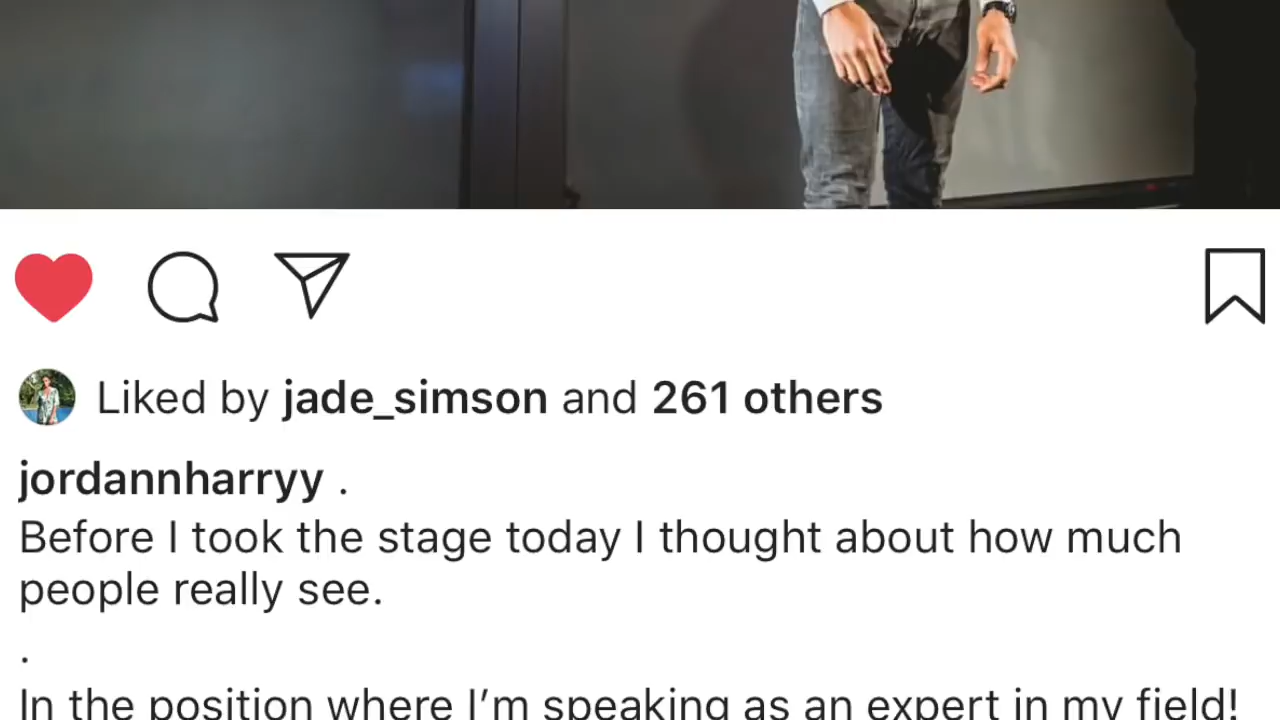 Liked by jade_simson and 261 others
jordannharryy .
Before I took the stage today I thought about how much
people really see.
.
In the position where I’m speaking as an expert in my field!